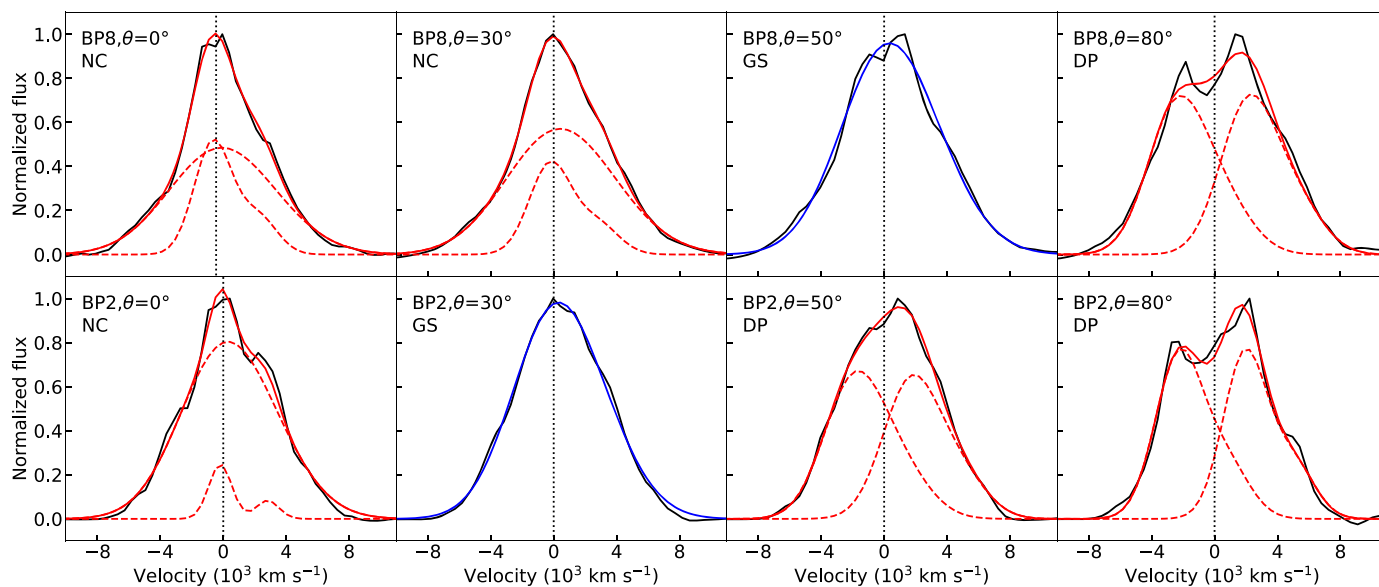 BP8,θ=0°
NC
BP8,θ=30°
NC
BP8,θ=50°
GS
BP8,θ=80°
DP
Normalized flux
1.0
0.8
0.6
0.4
0.2
0.0
BP2,θ=0°
NC
BP2,θ=30°
GS
BP2,θ=50°
DP
BP2,θ=80°
DP
Normalized flux
1.0
0.8
0.6
0.4
0.2
0.0
−8 −4 0 4 8
−8 −4 0 4 8
−8 −4 0 4 8
−8 −4 0 4 8
Velocity (10³ km s⁻¹)
Velocity (10³ km s⁻¹)
Velocity (10³ km s⁻¹)
Velocity (10³ km s⁻¹)